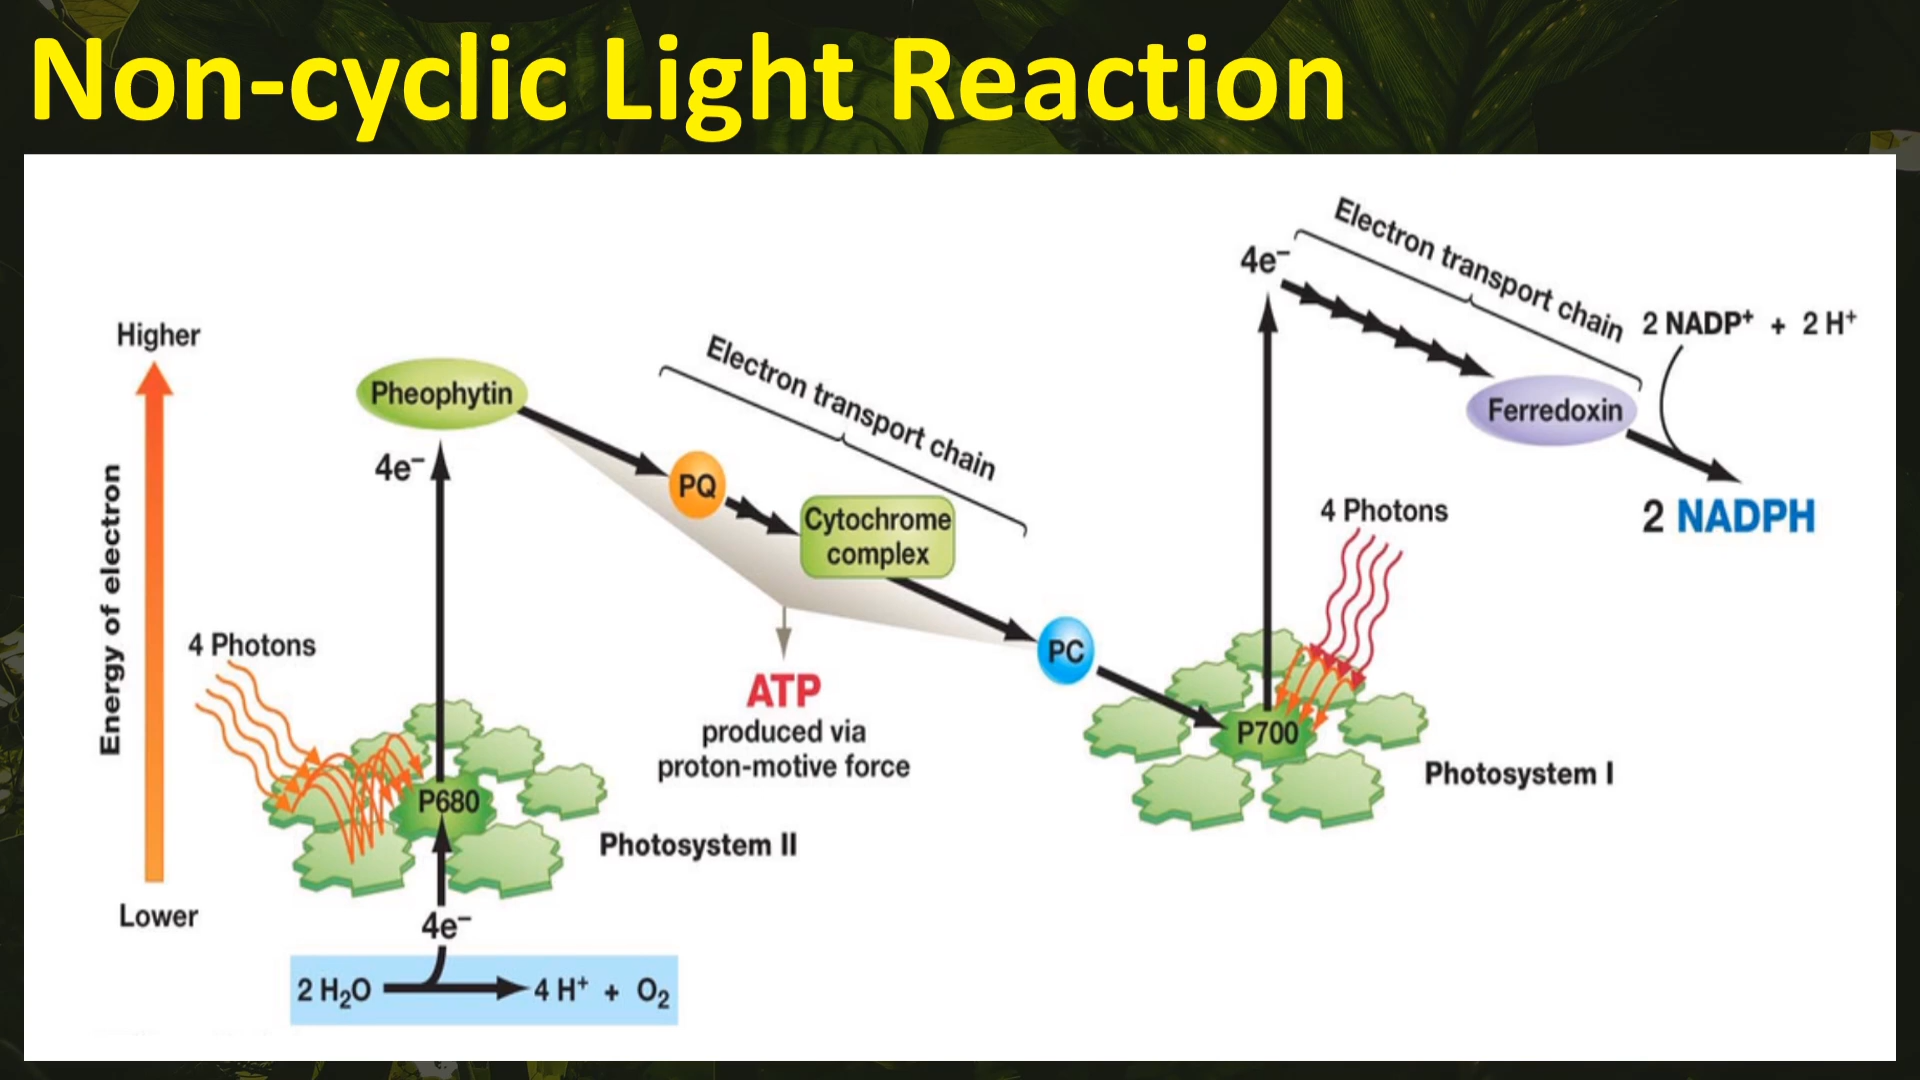 Non-cyclic Light Reaction
Higher
Energy of electron
Lower
4 Photons
Pheophytin
4e⁻
P680
Photosystem II
4e⁻
2 H₂O
4 H⁺ + O₂
Electron transport chain
PQ
Cytochrome
complex
PC
ATP
produced via
proton-motive force
4e⁻
Electron transport chain
2 NADP⁺ + 2 H⁺
Ferredoxin
2 NADPH
4 Photons
P700
Photosystem I